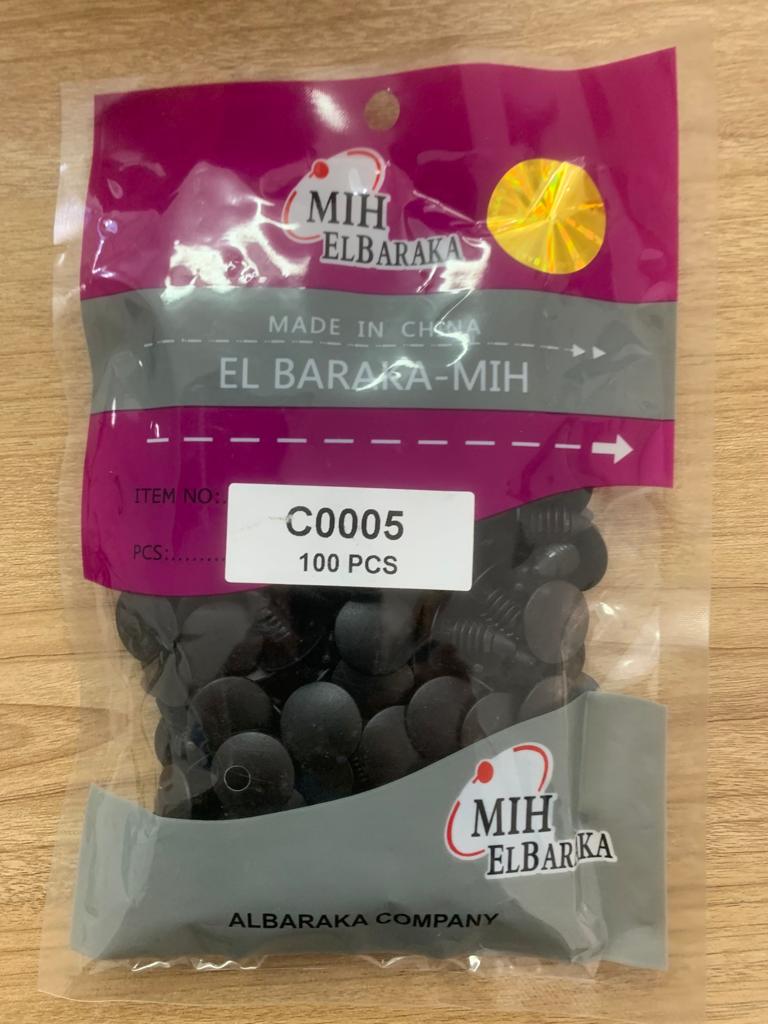 MIH
ELBARAKA
MADE IN CHINA
EL BARAKA-MIH
ITEM NO:.
C0005
PCS:........
100 PCS
MIH
ELBARAKA
ALBARAKA COMPANY